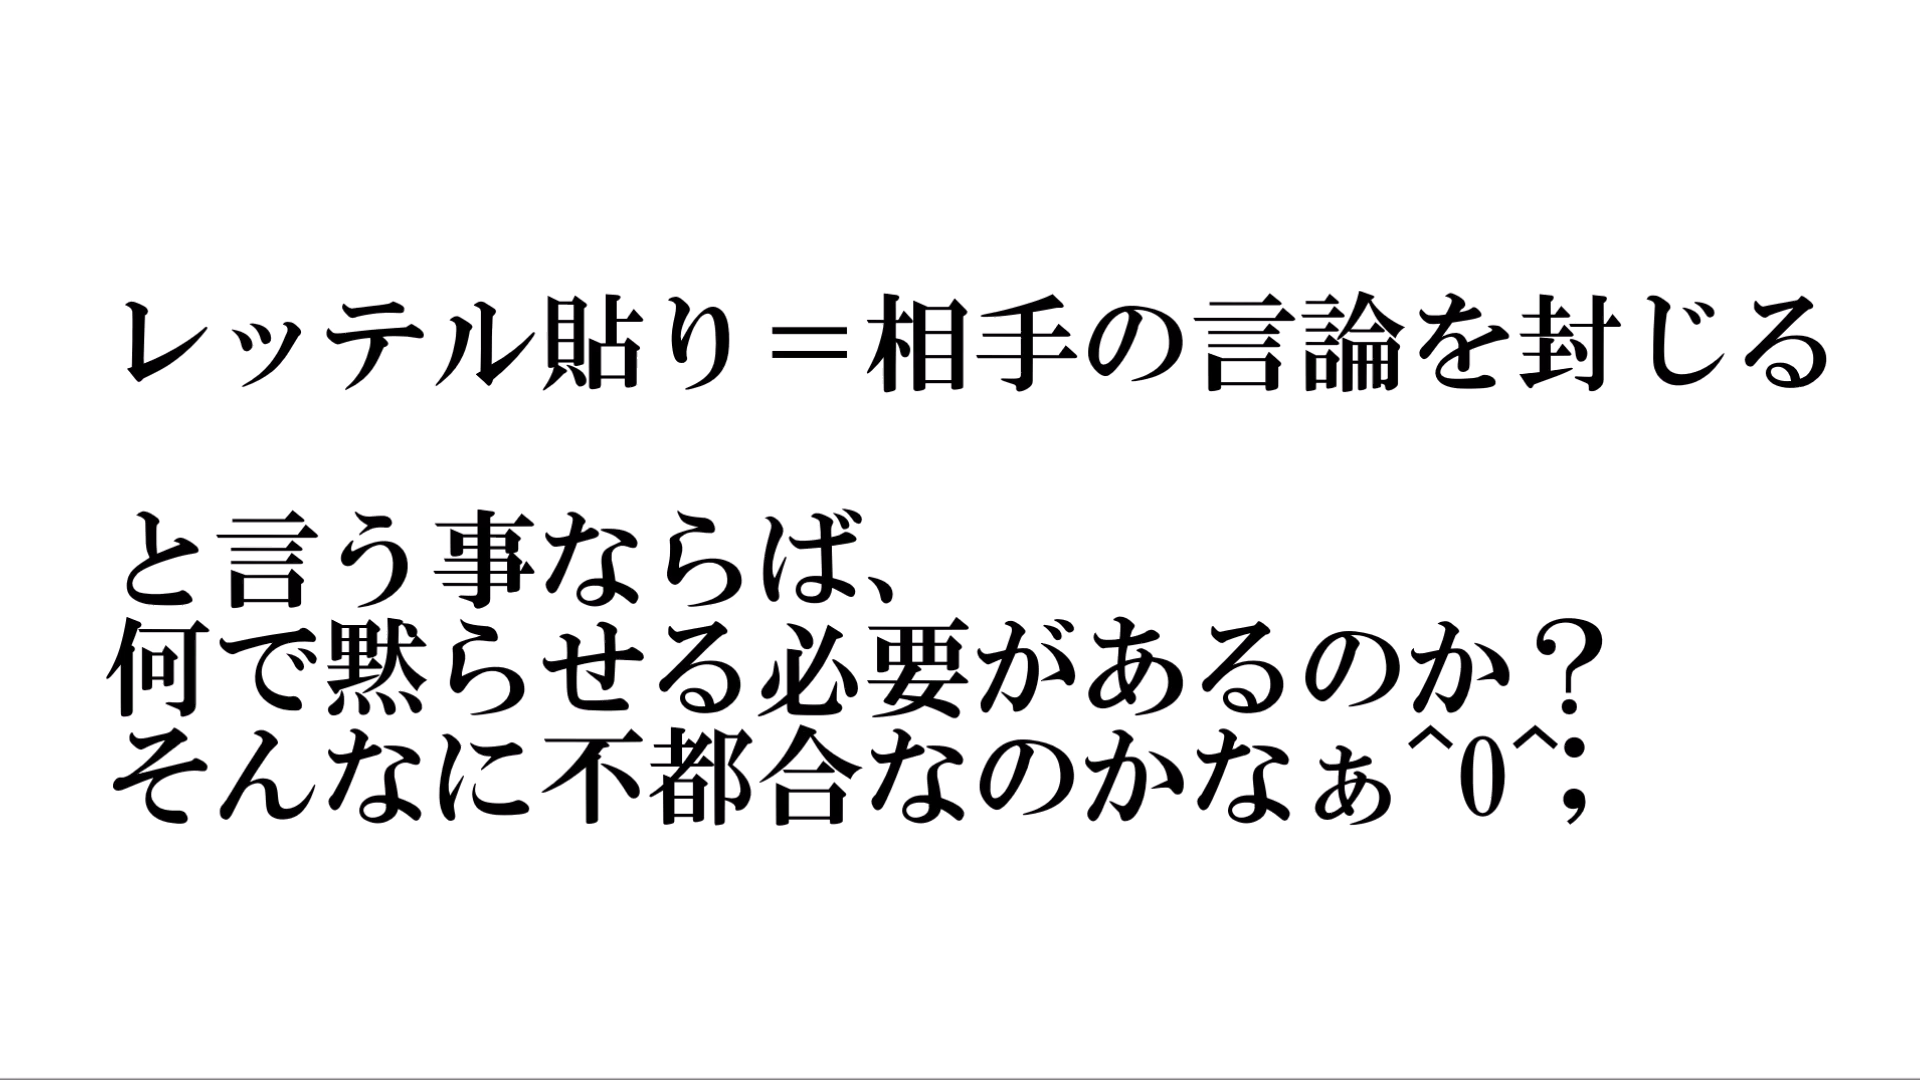 レッテル貼り＝相手の言論を封じる
と言う事ならば、
何で黙らせる必要があるのか？
そんなに不都合なのかなぁ^0^;